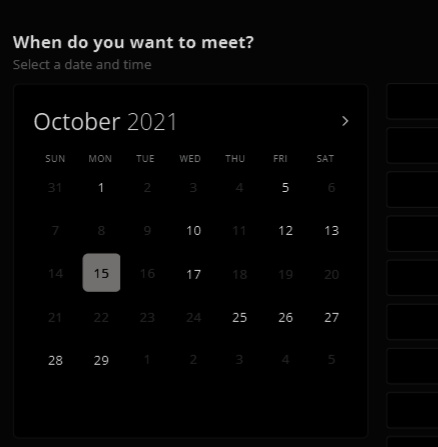 When do you want to meet?
Select a date and time
October 2021 >
SUN MON TUE WED THU FRI SAT
31 1 2 3 4 5 6
7 8 9 10 11 12 13
14 15 16 17 18 19 20
21 22 23 24 25 26 27
28 29 1 2 3 4 5